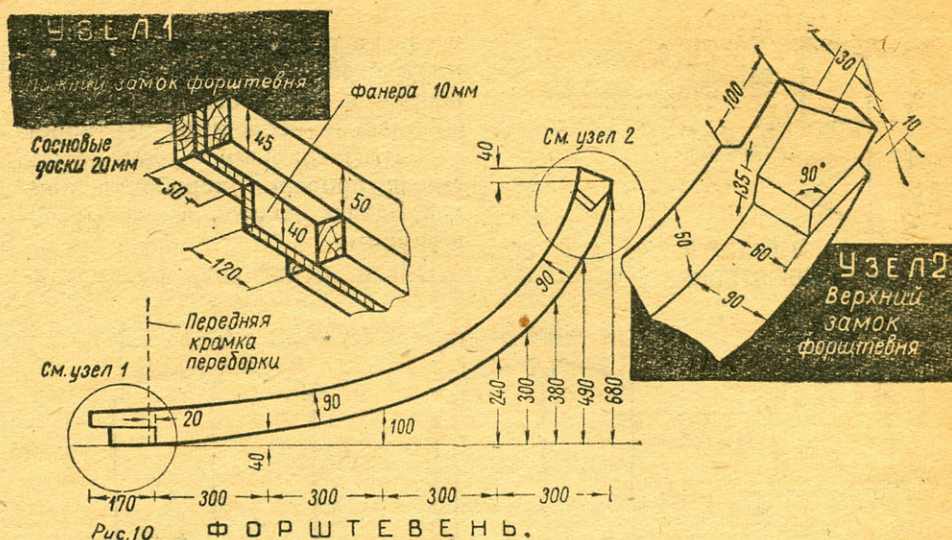 УЗЕЛ 1
Нижний замок форштевня
фанера 10мм
Сосновые
доски 20мм
45
50
50
40
120
См. узел 2
40
90
Передняя
кромка
переборки
См. узел 1
20
90
100
40
240
300
380
490
680
170
300
300
300
300
100
30
10
35
90°
50
60
90
УЗЕЛ 2
Верхний
замок
форштевня
Рис.10
ФОРШТЕВЕНЬ.